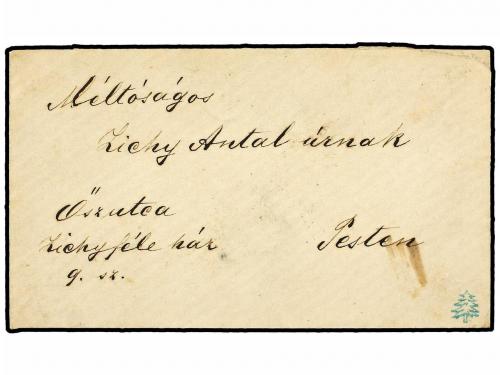 Méltóságos
Zichy Antal úrnak
Őszutca
Zichyféle ház
Pesten
9. sz.